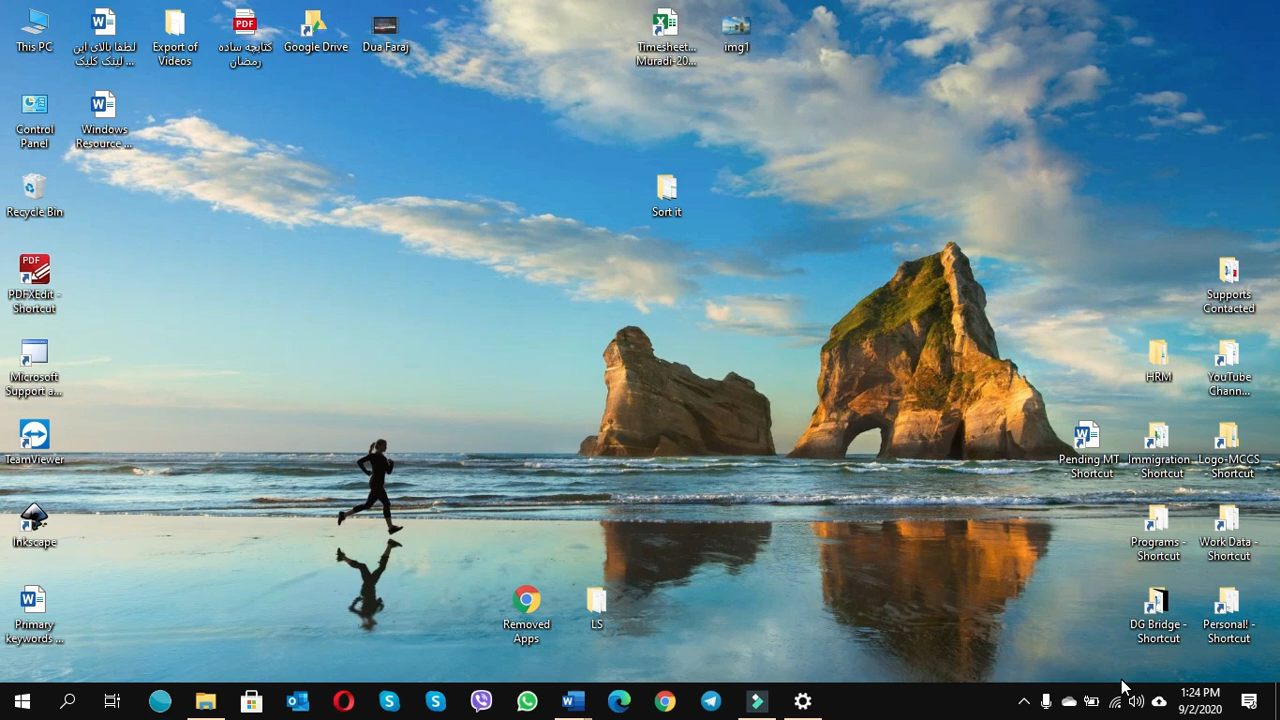 This PC
لطفا بالای این
لینک کلیک ...
Export of
Videos
PDF
کتابچه ساده
رمضان
Google Drive
Dua Faraj
Timesheet...
Muradi-20...
img1
Control
Panel
Windows
Resource ...
Recycle Bin
Sort it
PDF
PDFXEdit -
Shortcut
Supports
Contacted
Microsoft
Support a...
HRM
YouTube
Chann...
TeamViewer
Pending MT
- Shortcut
Immigration
- Shortcut
Logo-MCCS
- Shortcut
Inkscape
Programs -
Shortcut
Work Data -
Shortcut
Primary
keywords ...
Removed
Apps
LS
DG Bridge -
Shortcut
Personal! -
Shortcut
1:24 PM
9/2/2020